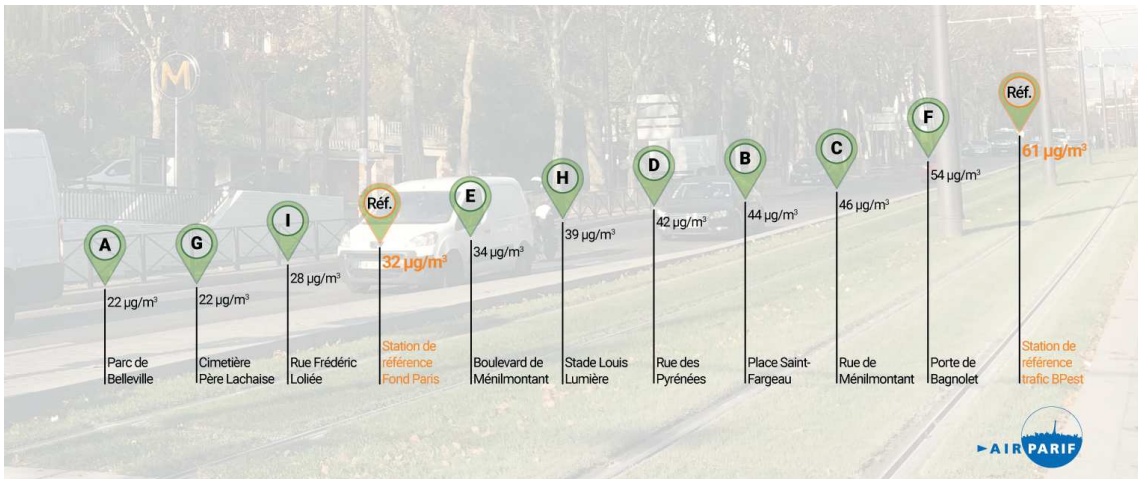 M
A
22 µg/m³
Parc de
Belleville
G
22 µg/m³
Cimetière
Père Lachaise
I
28 µg/m³
Rue Frédéric
Loliée
Réf.
32 µg/m³
Station de
référence
Fond Paris
E
34 µg/m³
Boulevard de
Ménilmontant
H
39 µg/m³
Stade Louis
Lumière
D
42 µg/m³
Rue des
Pyrénées
B
44 µg/m³
Place Saint-
Fargeau
C
46 µg/m³
Rue de
Ménilmontant
F
54 µg/m³
Porte de
Bagnolet
Réf.
61 µg/m³
Station de
référence
trafic BPest
AIRPARIF